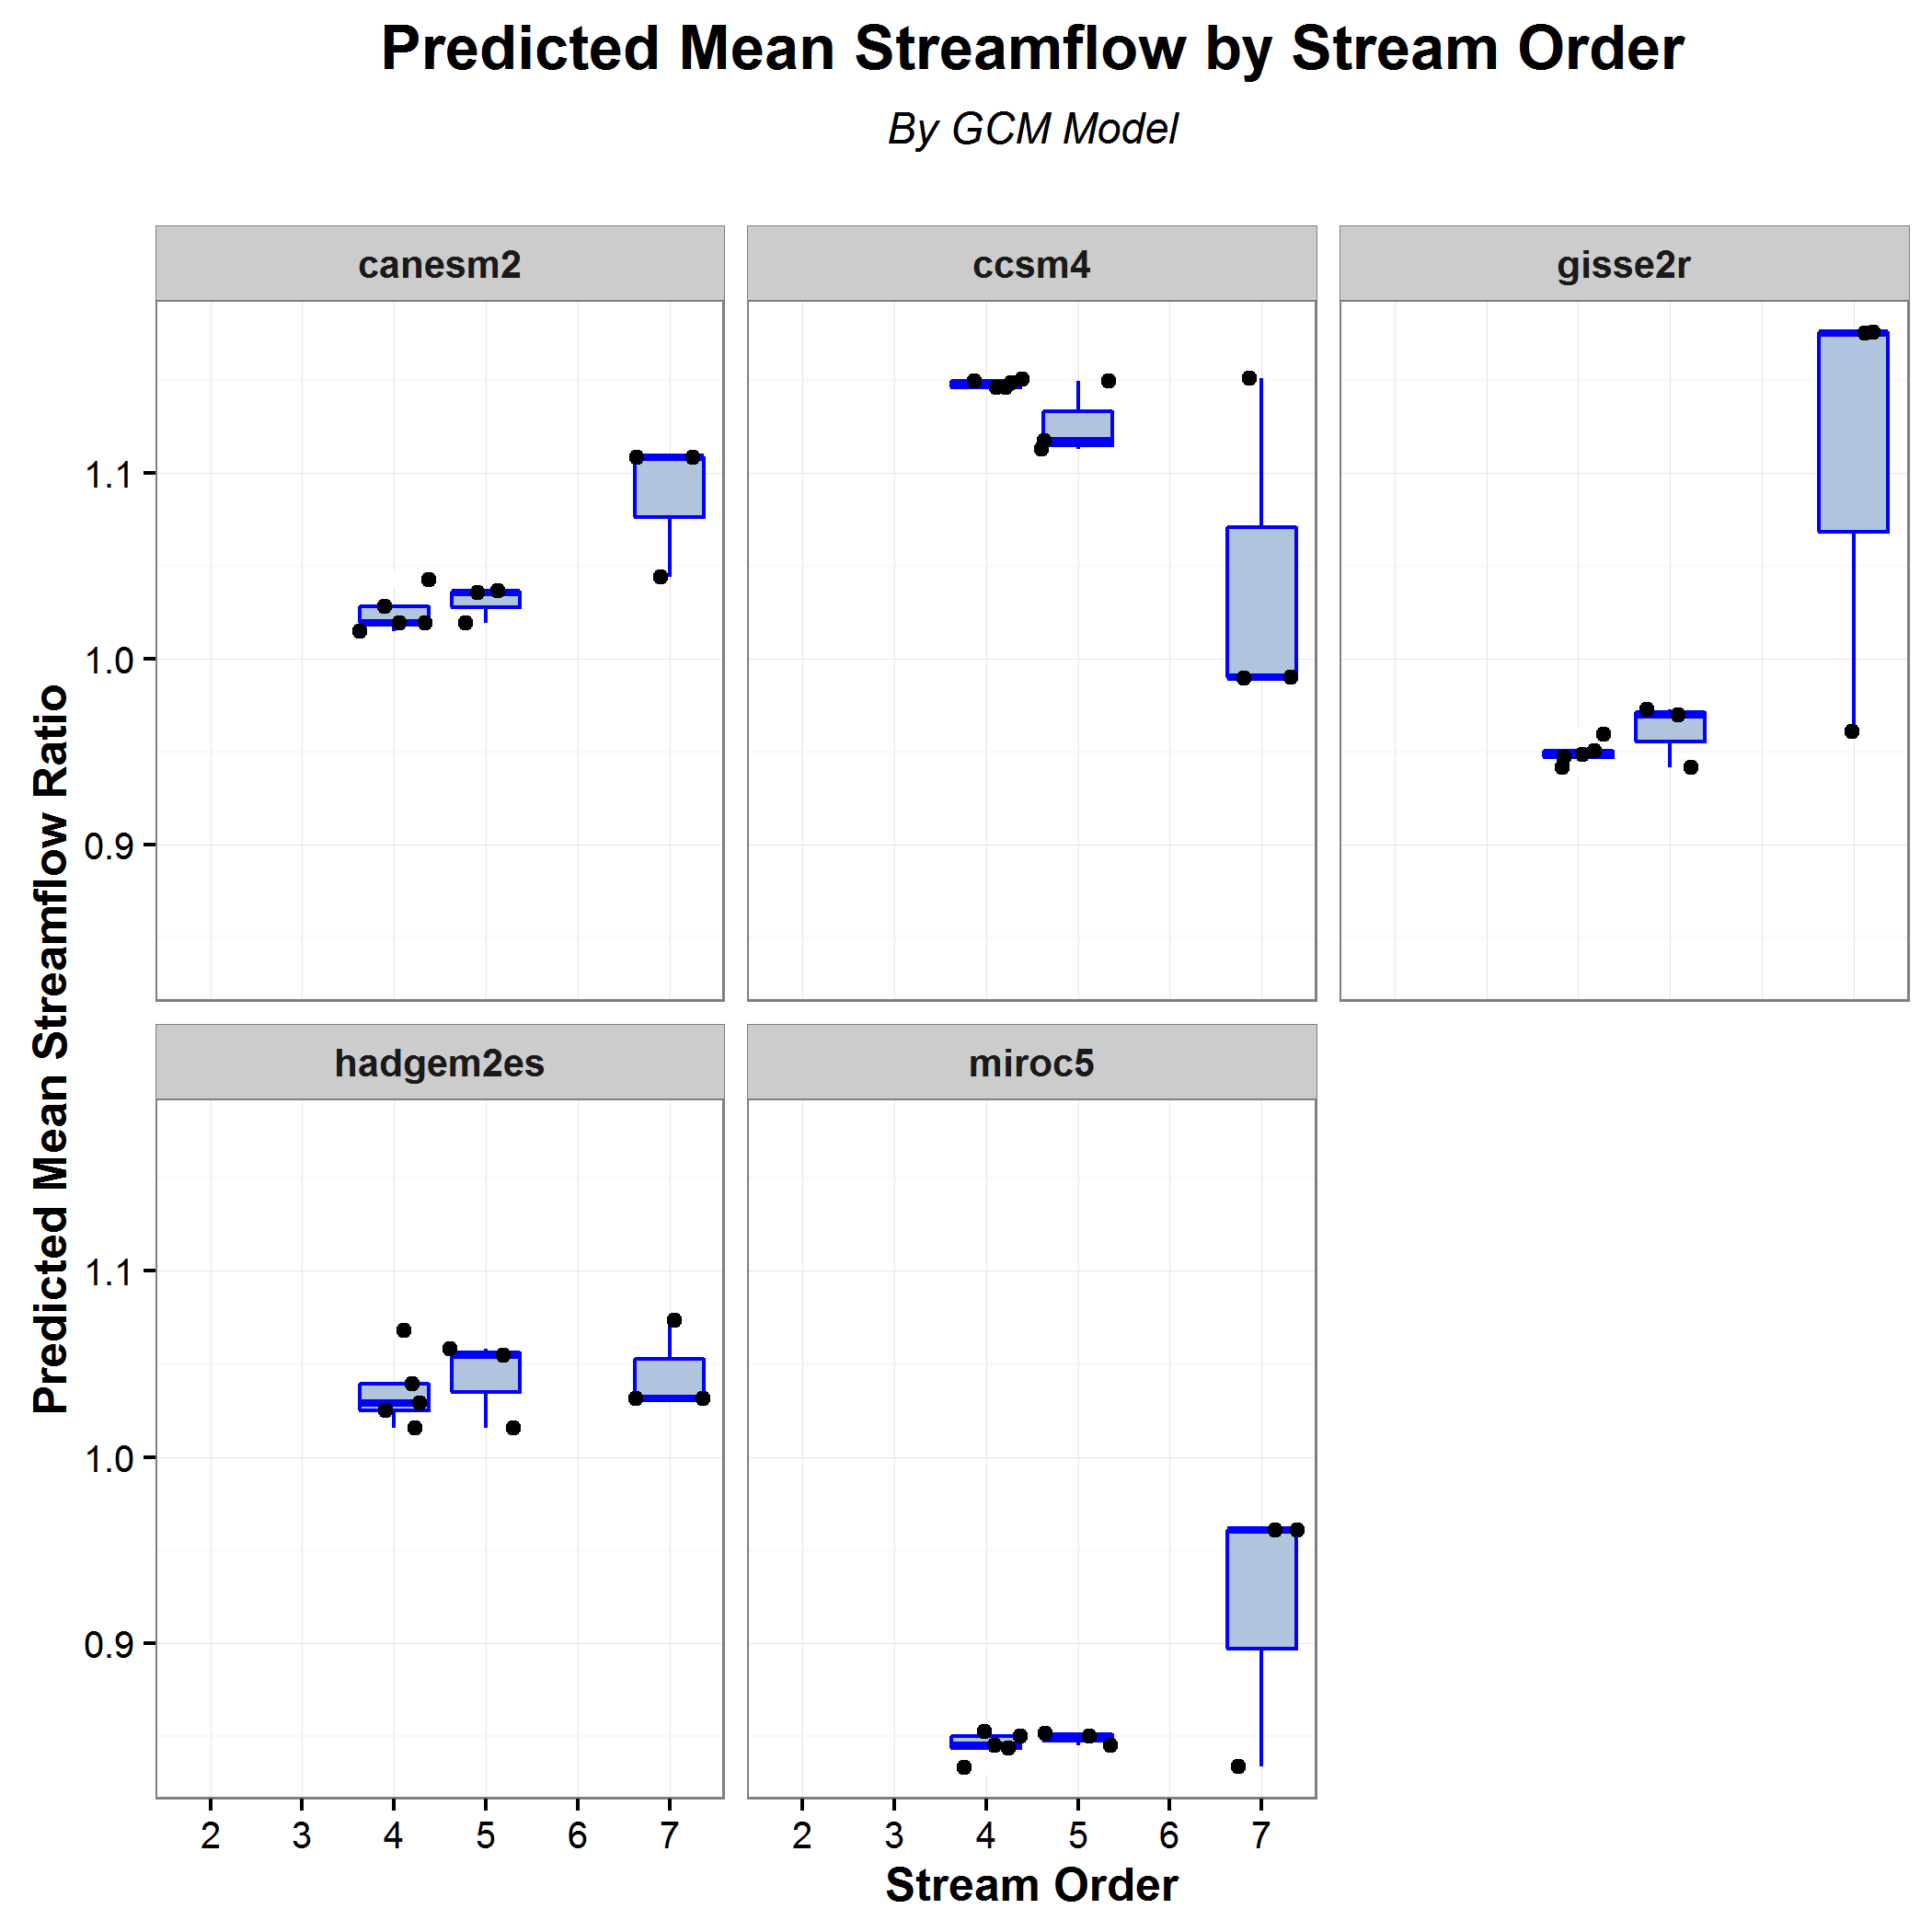 Predicted Mean Streamflow by Stream Order
By GCM Model
canesm2
ccsm4
gisse2r
1.1
1.0
0.9
Predicted Mean Streamflow Ratio
hadgem2es
miroc5
1.1
1.0
0.9
2 3 4 5 6 7
2 3 4 5 6 7
Stream Order